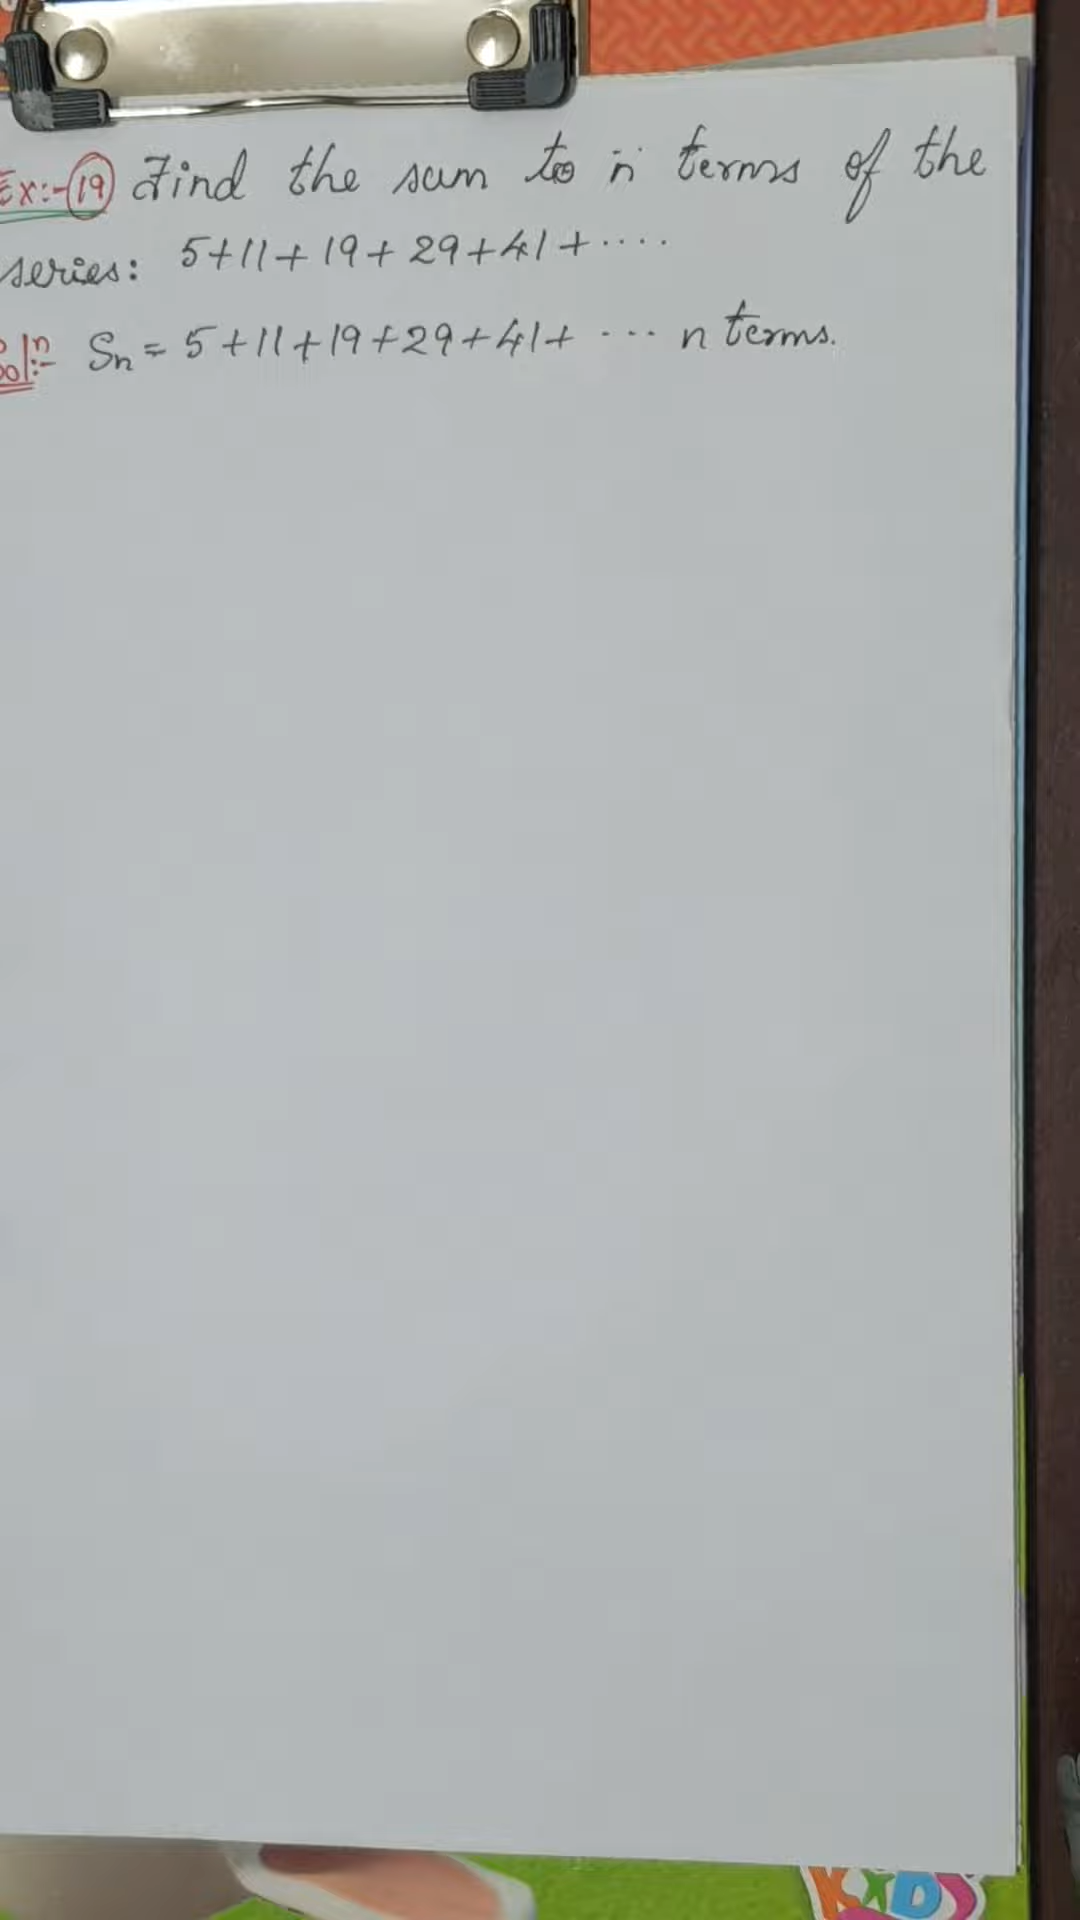 Ex:-(19) Find the sum to 'n' terms of the
series: 5+11+19+29+41+....
Sol^n:- Sn = 5+11+19+29+41+ ... n terms.
KIDS